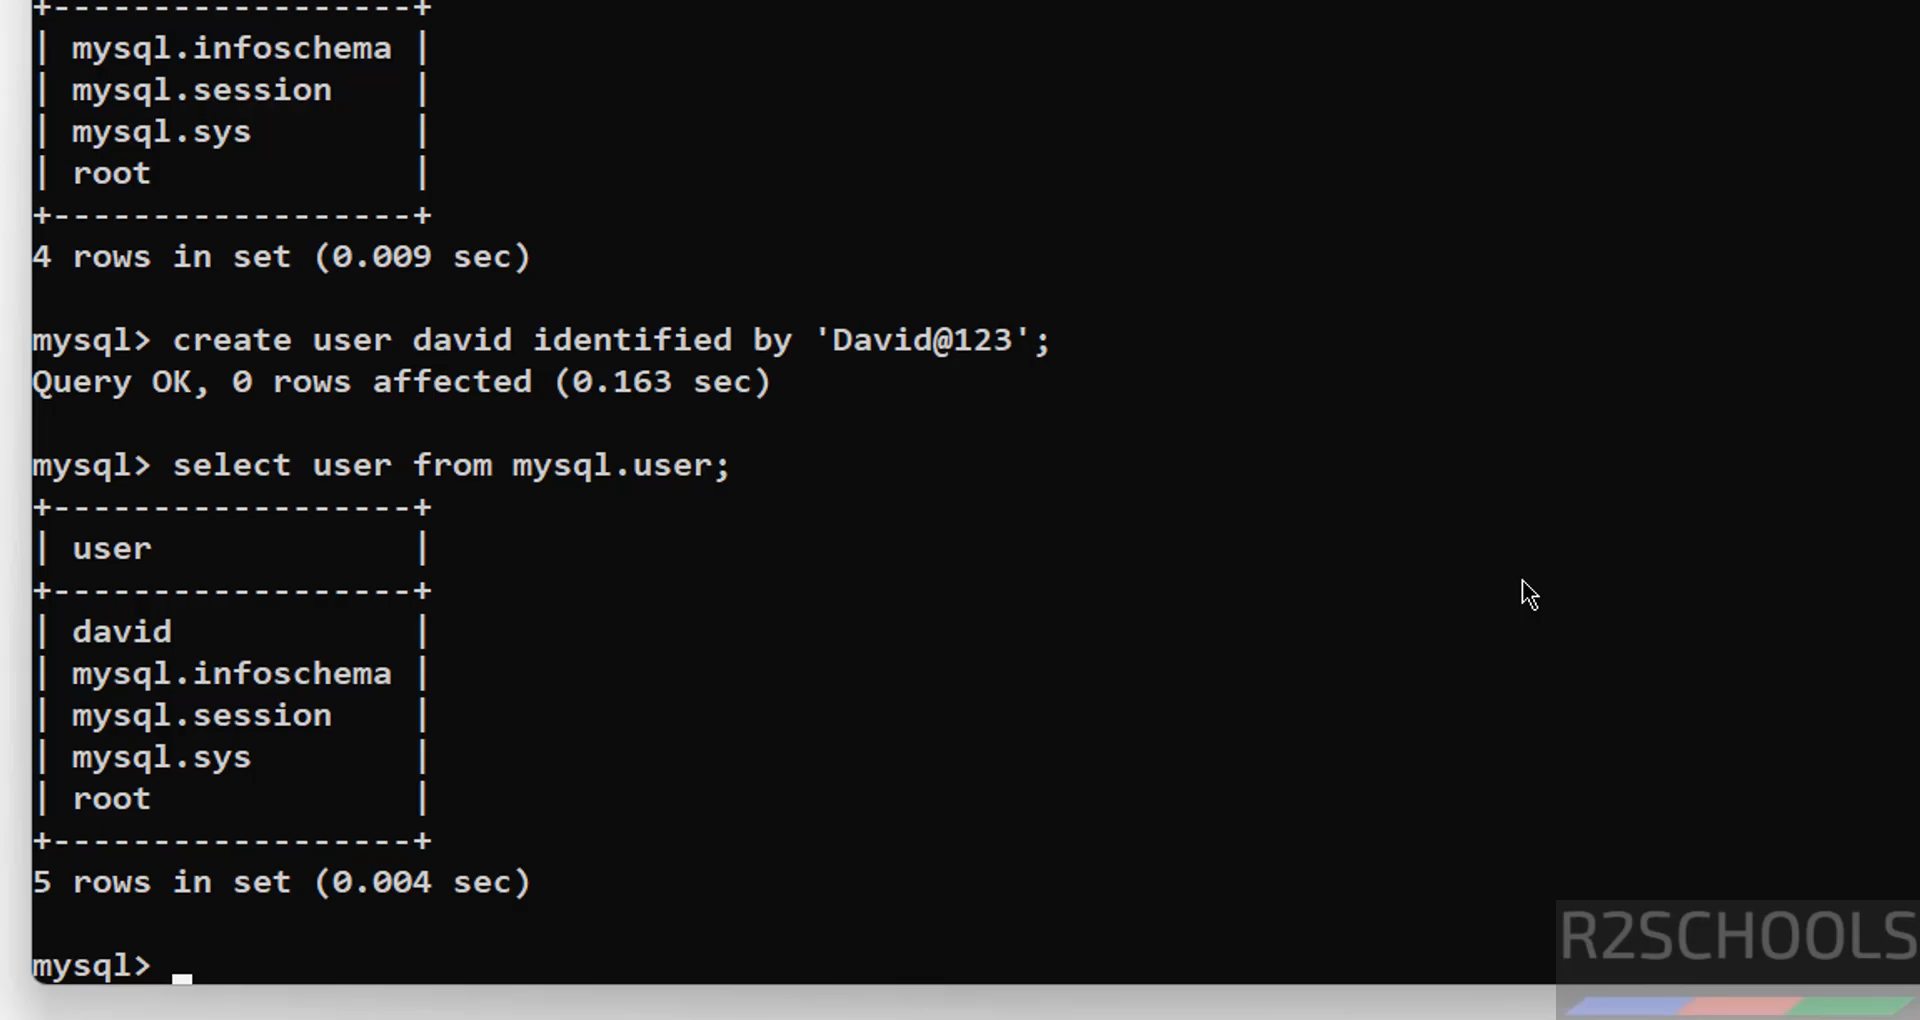 +------------------+
| mysql.infoschema |
| mysql.session    |
| mysql.sys        |
| root             |
+------------------+
4 rows in set (0.009 sec)

mysql> create user david identified by 'David@123';
Query OK, 0 rows affected (0.163 sec)

mysql> select user from mysql.user;
+------------------+
| user             |
+------------------+
| david            |
| mysql.infoschema |
| mysql.session    |
| mysql.sys        |
| root             |
+------------------+
5 rows in set (0.004 sec)

mysql>
R2SCHOOLS